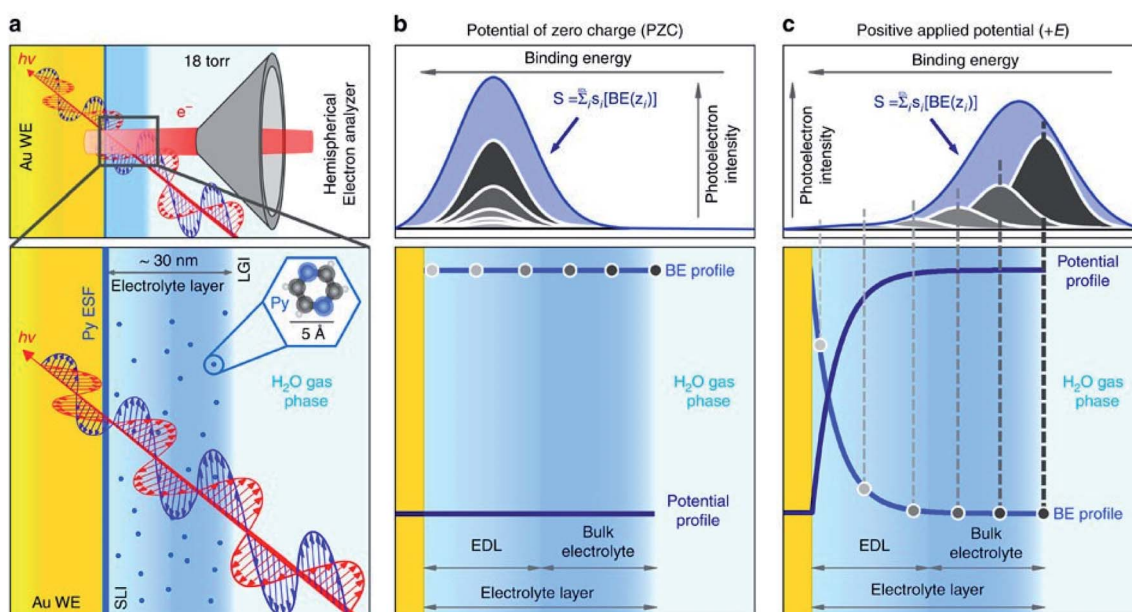 a
hν
18 torr
e⁻
Au WE
Hemispherical
Electron analyzer
~ 30 nm
Electrolyte layer
LGI
Py ESF
Py
5 Å
hν
H₂O gas
phase
Au WE
SLI
b
Potential of zero charge (PZC)
Binding energy
S = Σᵢ∞ sᵢ[BE(zᵢ)]
Photoelectron
intensity
BE profile
H₂O gas
phase
Potential
profile
EDL
Bulk
electrolyte
Electrolyte layer
c
Positive applied potential (+E)
Binding energy
S = Σᵢ∞ sᵢ[BE(zᵢ)]
Photoelectron
intensity
Potential
profile
H₂O gas
phase
BE profile
EDL
Bulk
electrolyte
Electrolyte layer